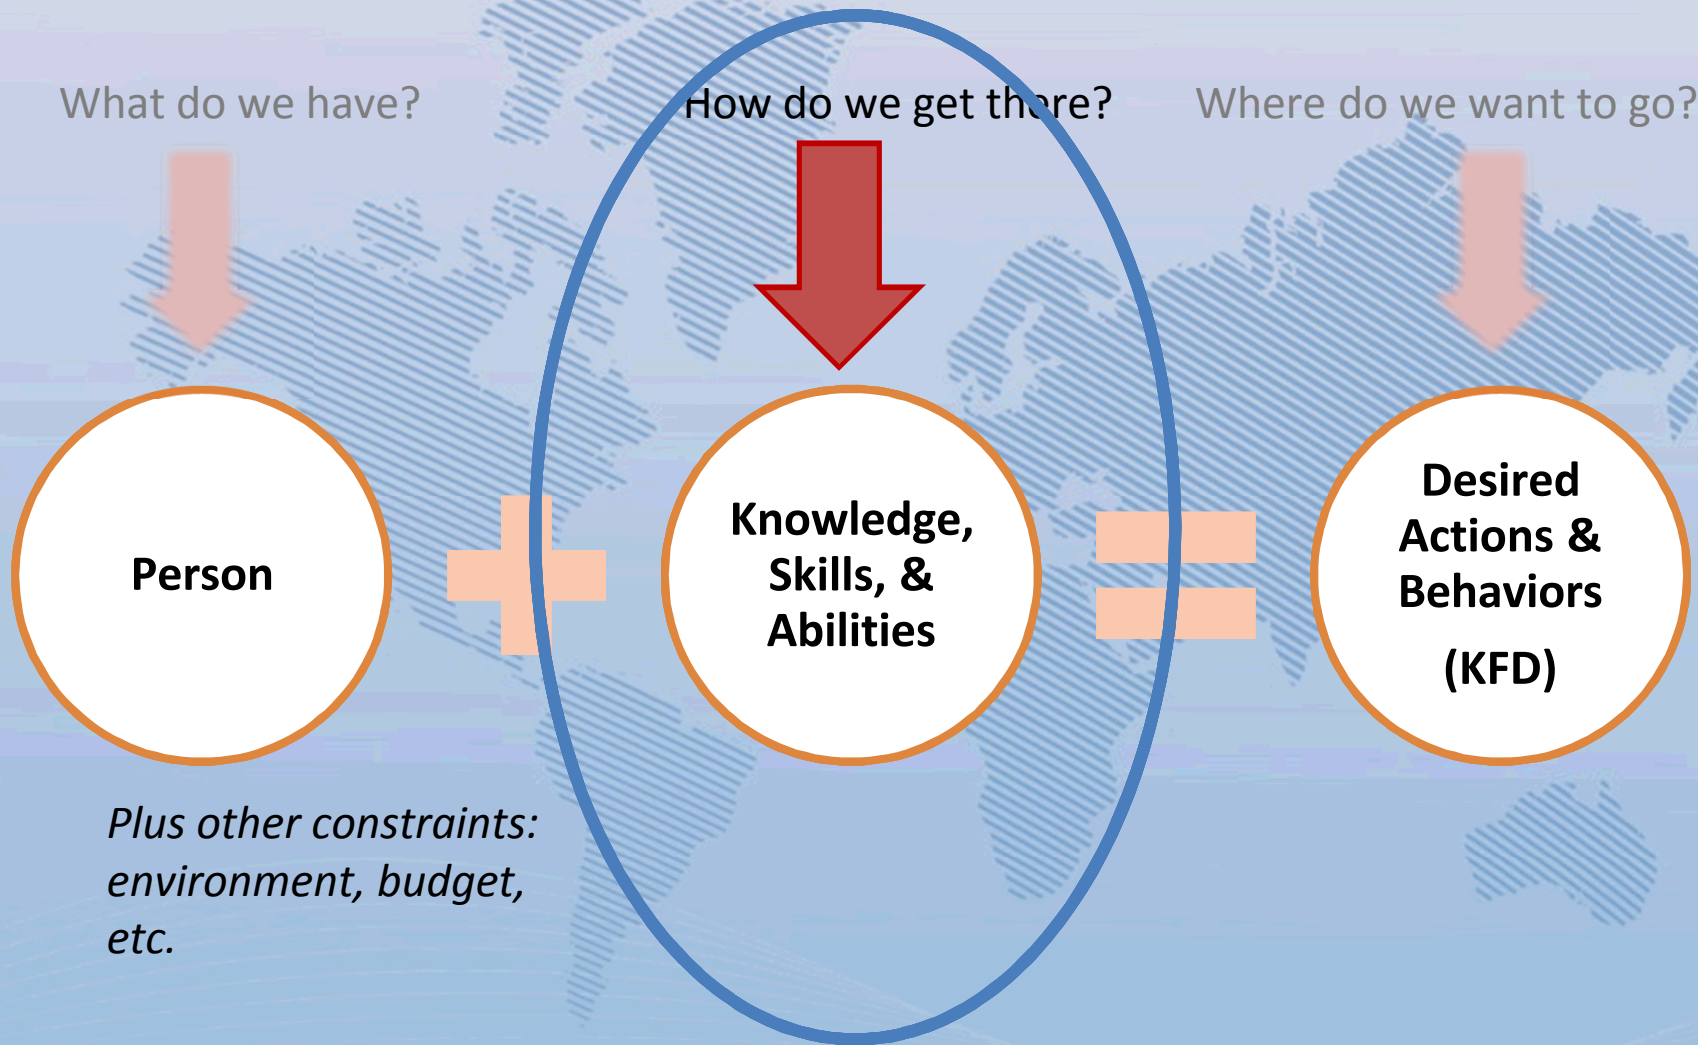 What do we have?
How do we get there?
Where do we want to go?
Person
Knowledge,
Skills, &
Abilities
Desired
Actions &
Behaviors
(KFD)
Plus other constraints:
environment, budget,
etc.